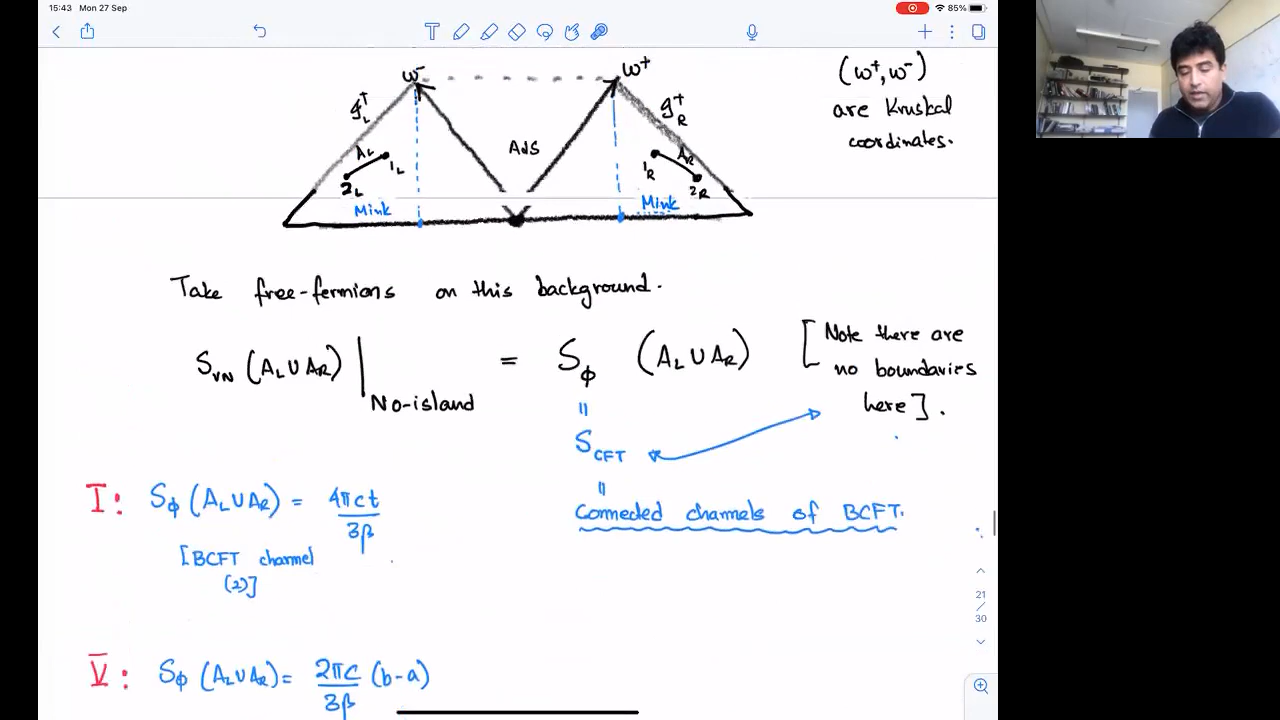 15:43 Mon 27 Sep
85%
ω⁻
ω⁺
(ω⁺, ω⁻)
are Kruskal
coordinates.
𝒥⁺_L
𝒥⁺_R
AdS
A_L
1_L
2_L
Mink
A_R
1_R
2_R
Mink
Take free-fermions on this background.
S_VN (A_L ∪ A_R) |_No-island = S_ϕ (A_L ∪ A_R)
[Note there are
no boundaries
here].
||
S_CFT
||
Connected channels of BCFT.
I: S_ϕ (A_L ∪ A_R) = 4πct / 3β
[BCFT channel
(2)]
V: S_ϕ (A_L ∪ A_R) = 2πc / 3β (b-a)
21
/
30